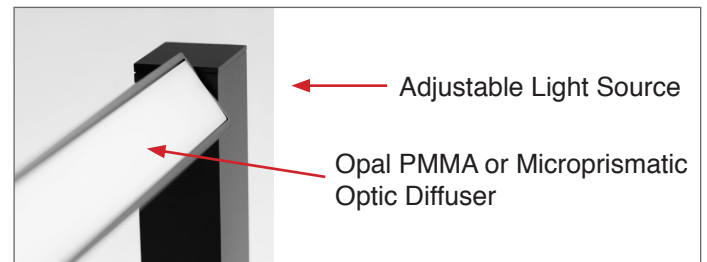 Adjustable Light Source
Opal PMMA or Microprismatic
Optic Diffuser